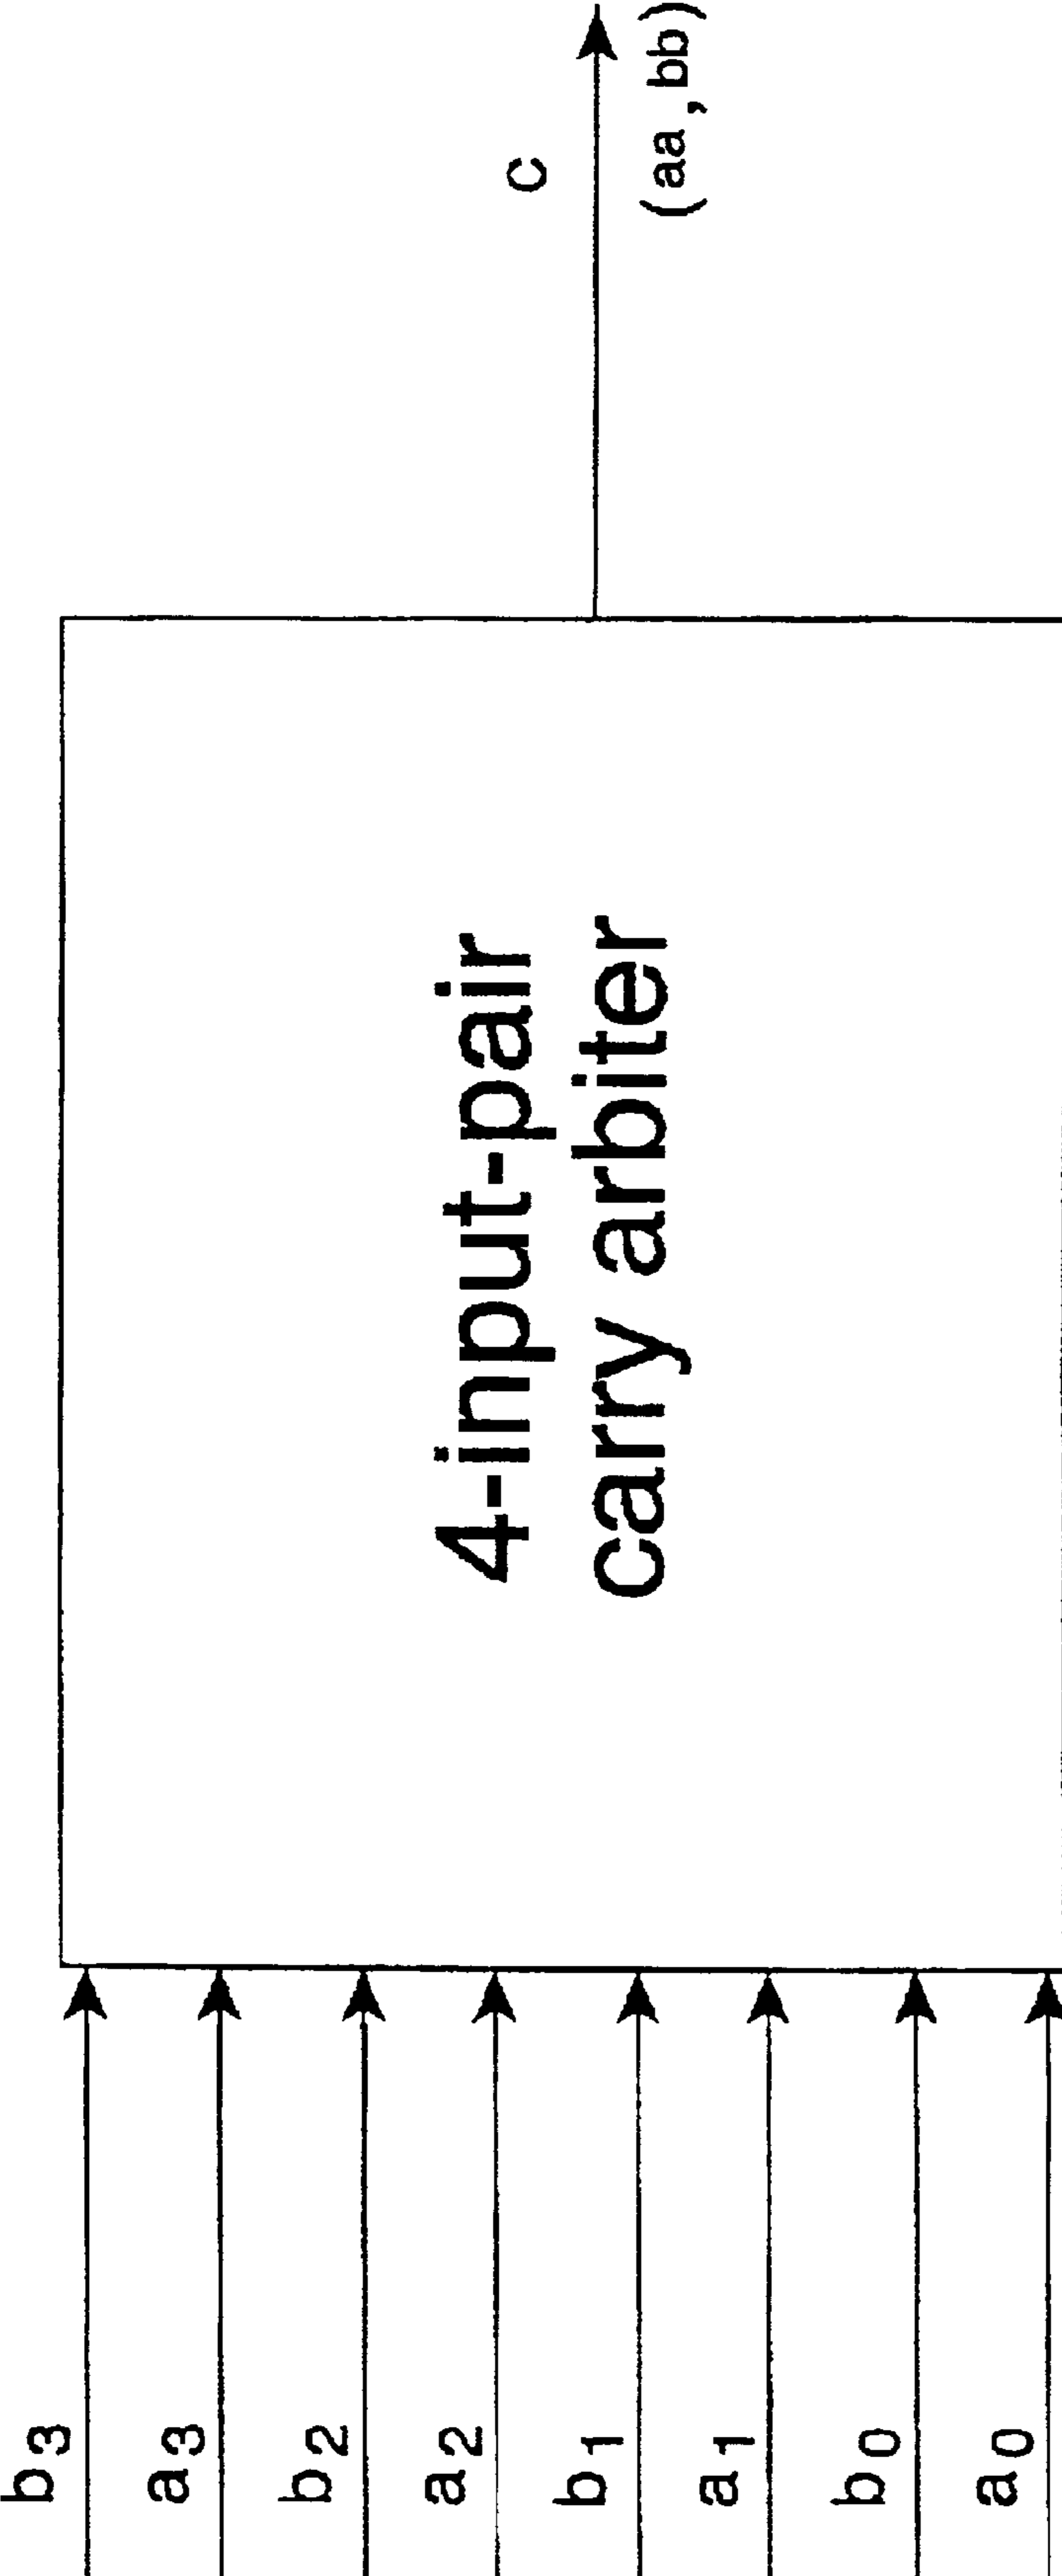 b3
a3
b2
a2
b1
a1
b0
a0
4-input-pair
carry arbiter
c
(aa,bb)